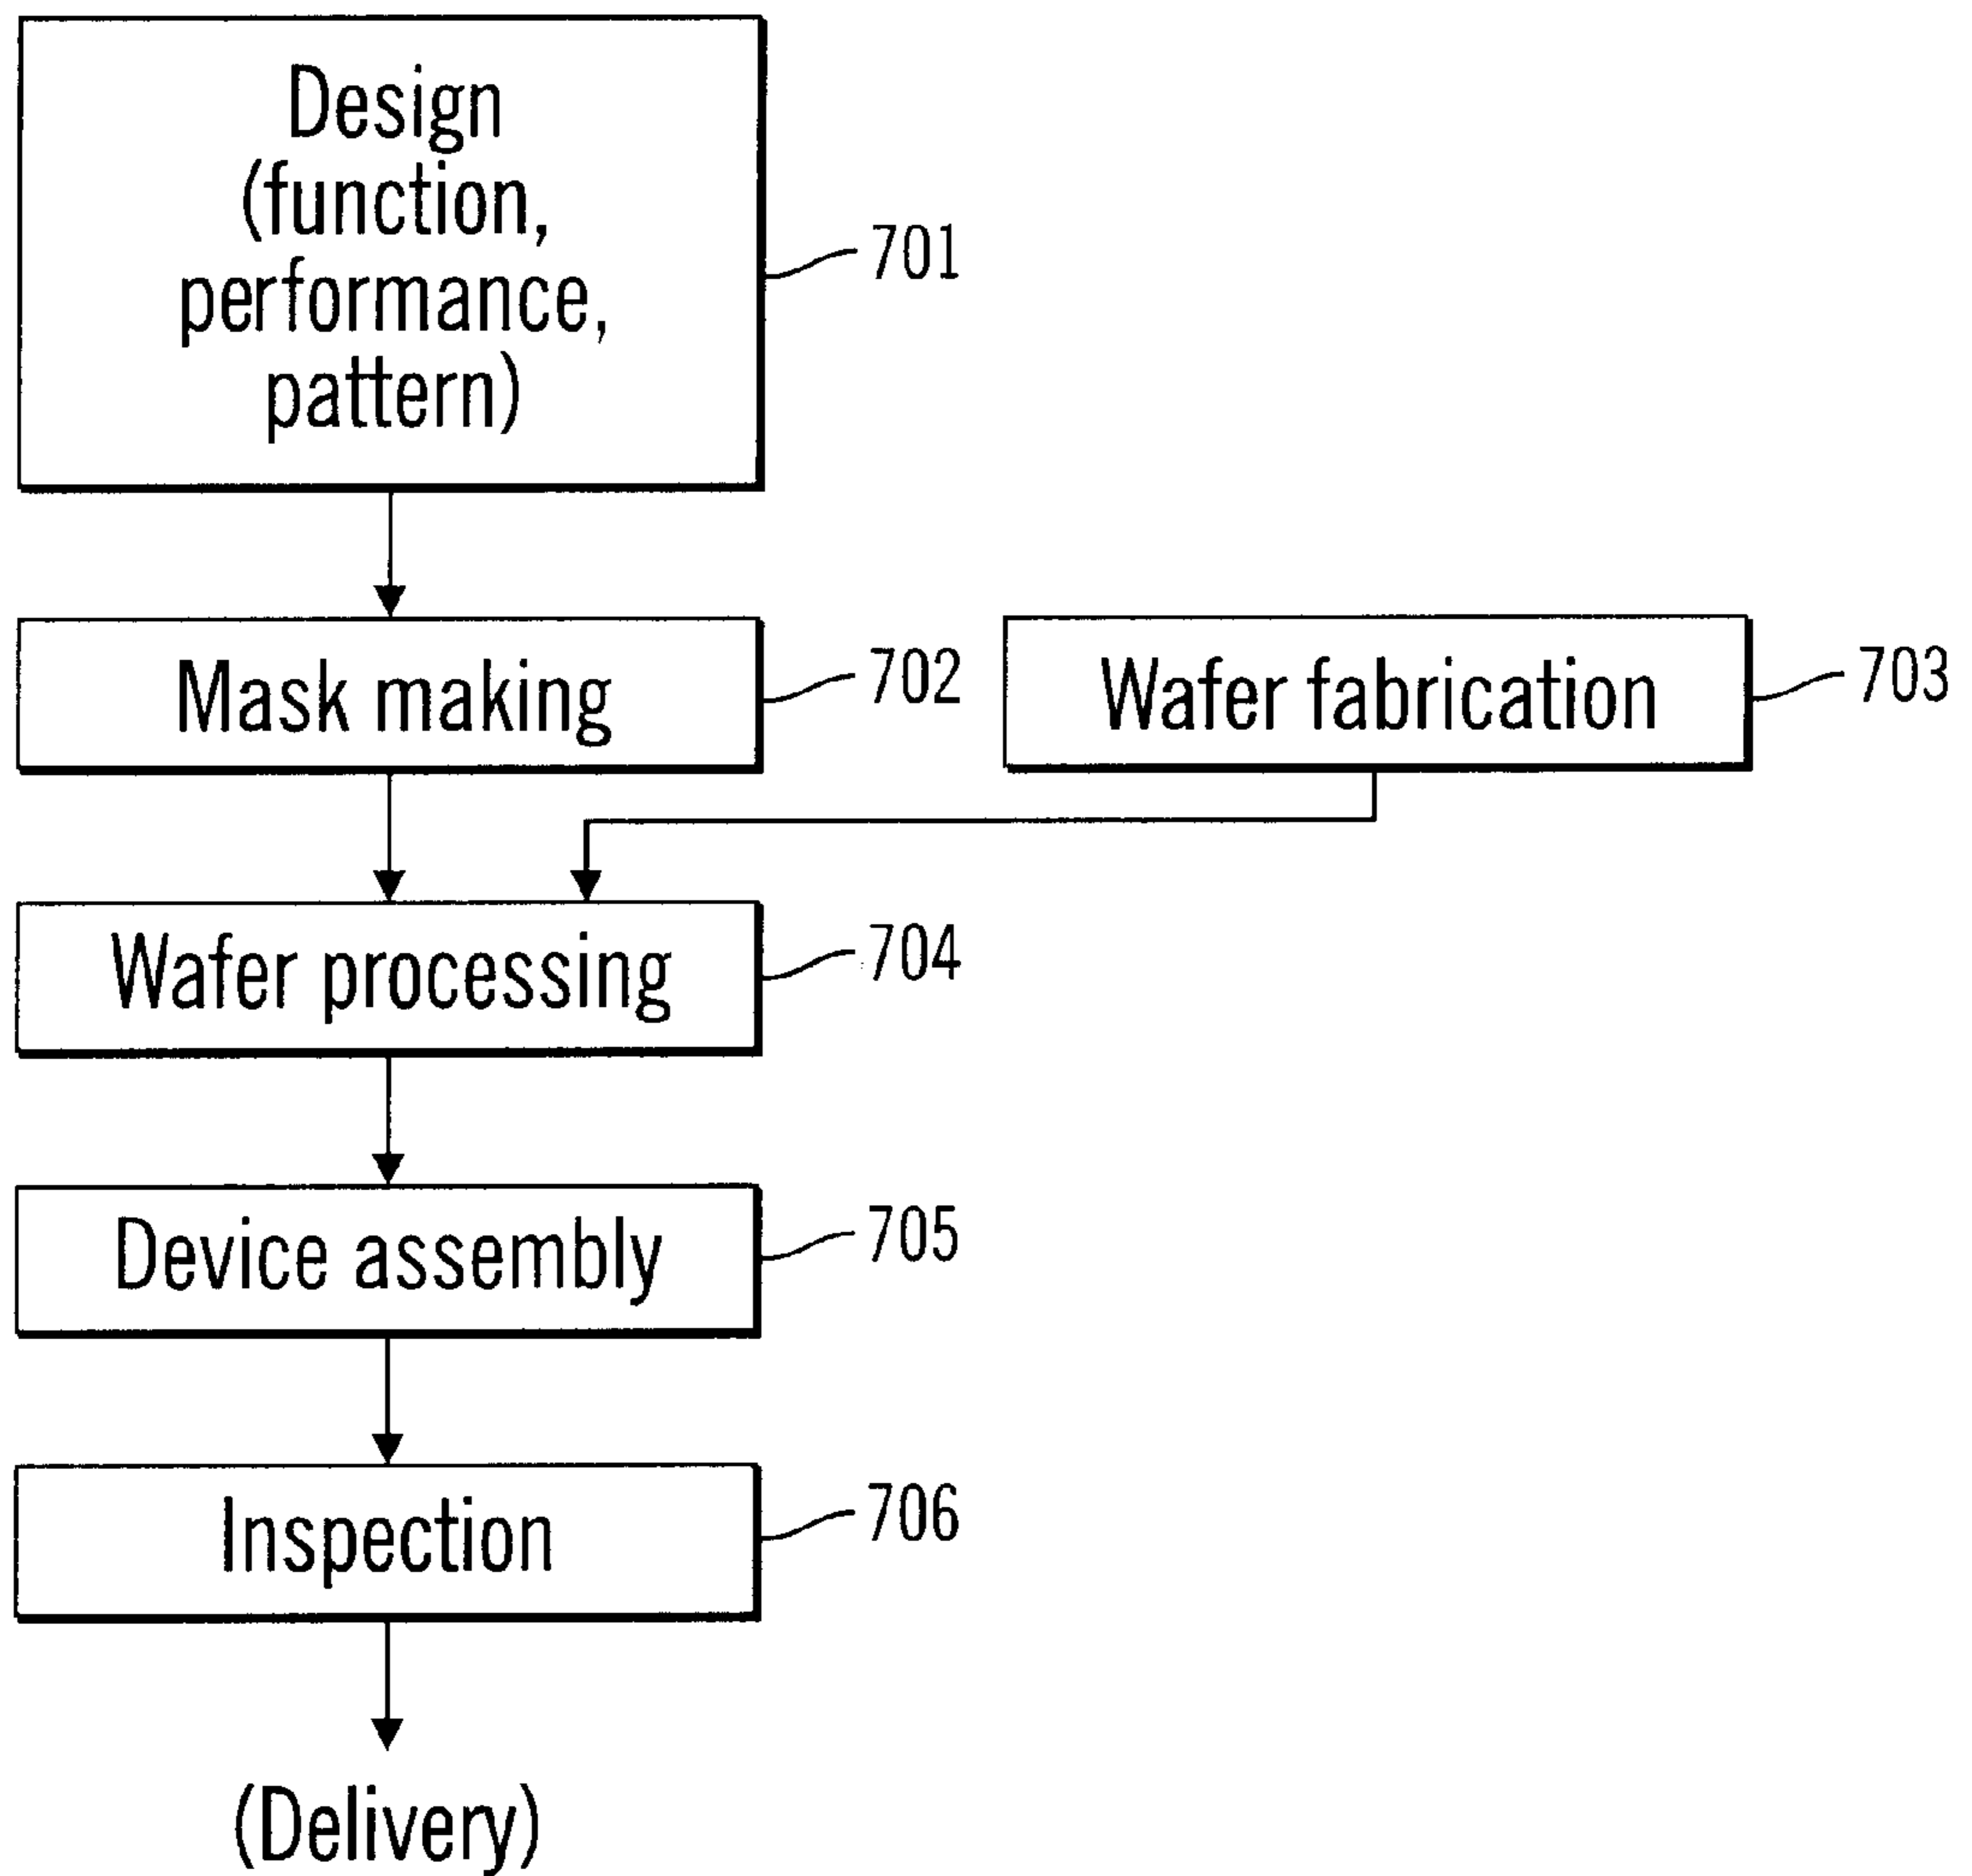 Design
(function,
performance,
pattern)
701
Mask making
702
Wafer fabrication
703
Wafer processing
704
Device assembly
705
Inspection
706
(Delivery)